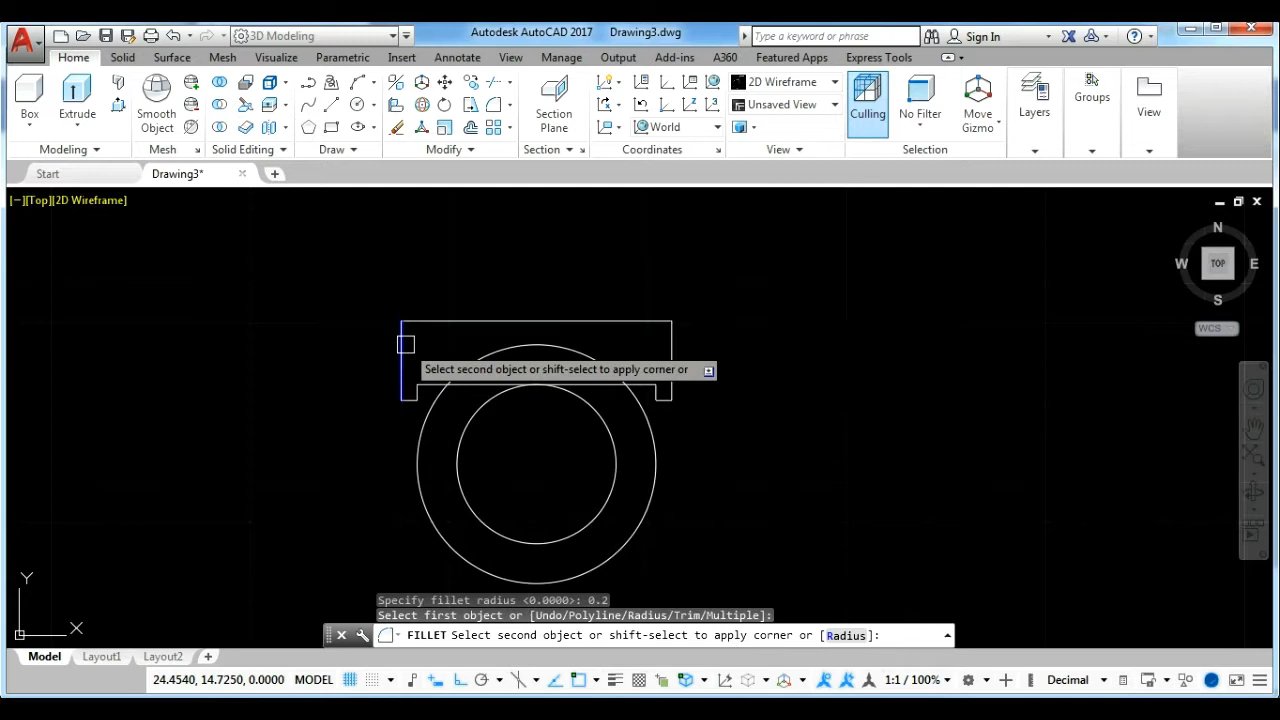 Autodesk AutoCAD 2017 Drawing3.dwg
3D Modeling
Type a keyword or phrase
Sign In
Home Solid Surface Mesh Visualize Parametric Insert Annotate View Manage Output Add-ins A360 Featured Apps Express Tools
Box
Extrude
Smooth
Object
Section
Plane
2D Wireframe
Unsaved View
World
Culling
No Filter
Move
Gizmo
Layers
Groups
View
Modeling Mesh Solid Editing Draw Modify Section Coordinates View Selection
Start Drawing3*
[−][Top][2D Wireframe]
N
W TOP E
S
WCS
Select second object or shift-select to apply corner or
Y
X
Specify fillet radius <0.0000>: 0.2
Select first object or [Undo/Polyline/Radius/Trim/Multiple]:
FILLET Select second object or shift-select to apply corner or [Radius]:
Model Layout1 Layout2
24.4540, 14.7250, 0.0000 MODEL 1:1 / 100% Decimal